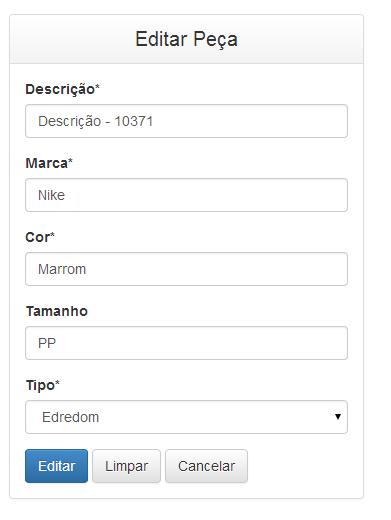 Editar Peça
Descrição*
Descrição - 10371
Marca*
Nike
Cor*
Marrom
Tamanho
PP
Tipo*
Edredom
Editar Limpar Cancelar